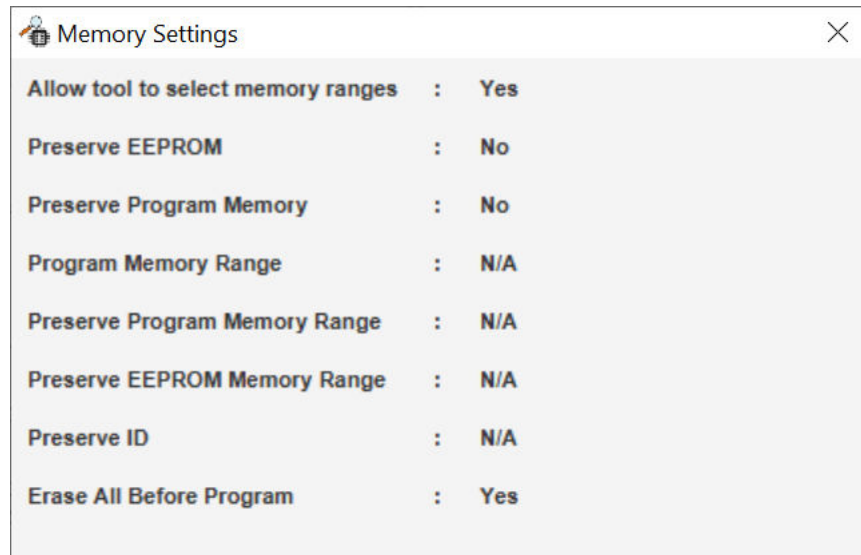 Memory Settings
Allow tool to select memory ranges : Yes
Preserve EEPROM : No
Preserve Program Memory : No
Program Memory Range : N/A
Preserve Program Memory Range : N/A
Preserve EEPROM Memory Range : N/A
Preserve ID : N/A
Erase All Before Program : Yes